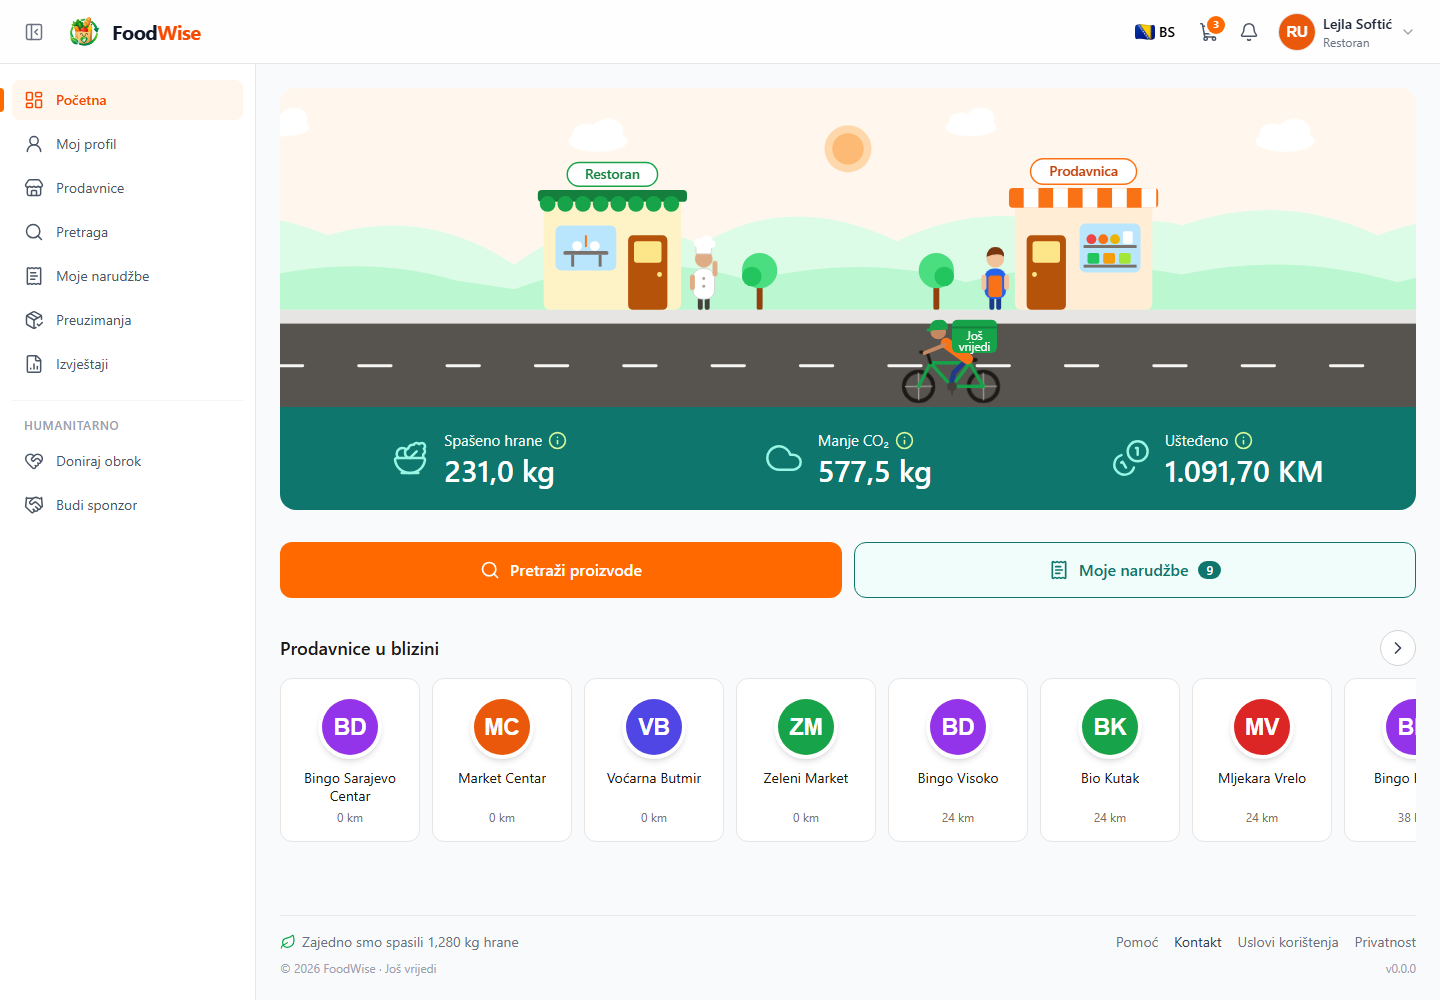 FoodWise
BS
3
RU
Lejla Softić
Restoran
Početna
Moj profil
Prodavnice
Pretraga
Moje narudžbe
Preuzimanja
Izvještaji
HUMANITARNO
Doniraj obrok
Budi sponzor
Restoran
Prodavnica
Još
vrijedi
Spašeno hrane
231,0 kg
Manje CO₂
577,5 kg
Ušteđeno
1.091,70 KM
Pretraži proizvode
Moje narudžbe 9
Prodavnice u blizini
BD
Bingo Sarajevo
Centar
0 km
MC
Market Centar
0 km
VB
Voćarna Butmir
0 km
ZM
Zeleni Market
0 km
BD
Bingo Visoko
24 km
BK
Bio Kutak
24 km
MV
Mljekara Vrelo
24 km
Bingo
38
Zajedno smo spasili 1,280 kg hrane
Pomoć
Kontakt
Uslovi korištenja
Privatnost
© 2026 FoodWise · Još vrijedi
v0.0.0